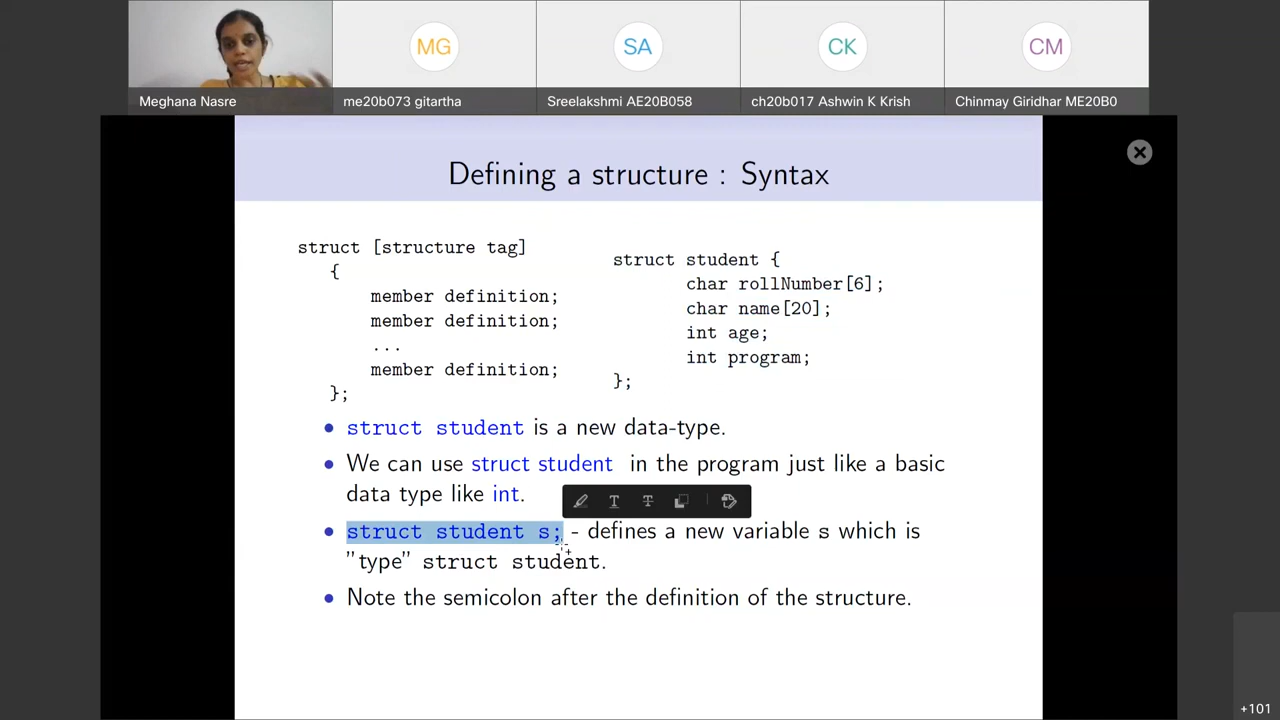 MG
SA
CK
CM
Meghana Nasre
me20b073 gitartha
Sreelakshmi AE20B058
ch20b017 Ashwin K Krish
Chinmay Giridhar ME20B0
Defining a structure : Syntax
struct [structure tag]
{
member definition;
member definition;
...
member definition;
};
struct student {
char rollNumber[6];
char name[20];
int age;
int program;
};
• struct student is a new data-type.
• We can use struct student in the program just like a basic
data type like int.
• struct student s; - defines a new variable s which is
"type" struct student.
• Note the semicolon after the definition of the structure.
+101